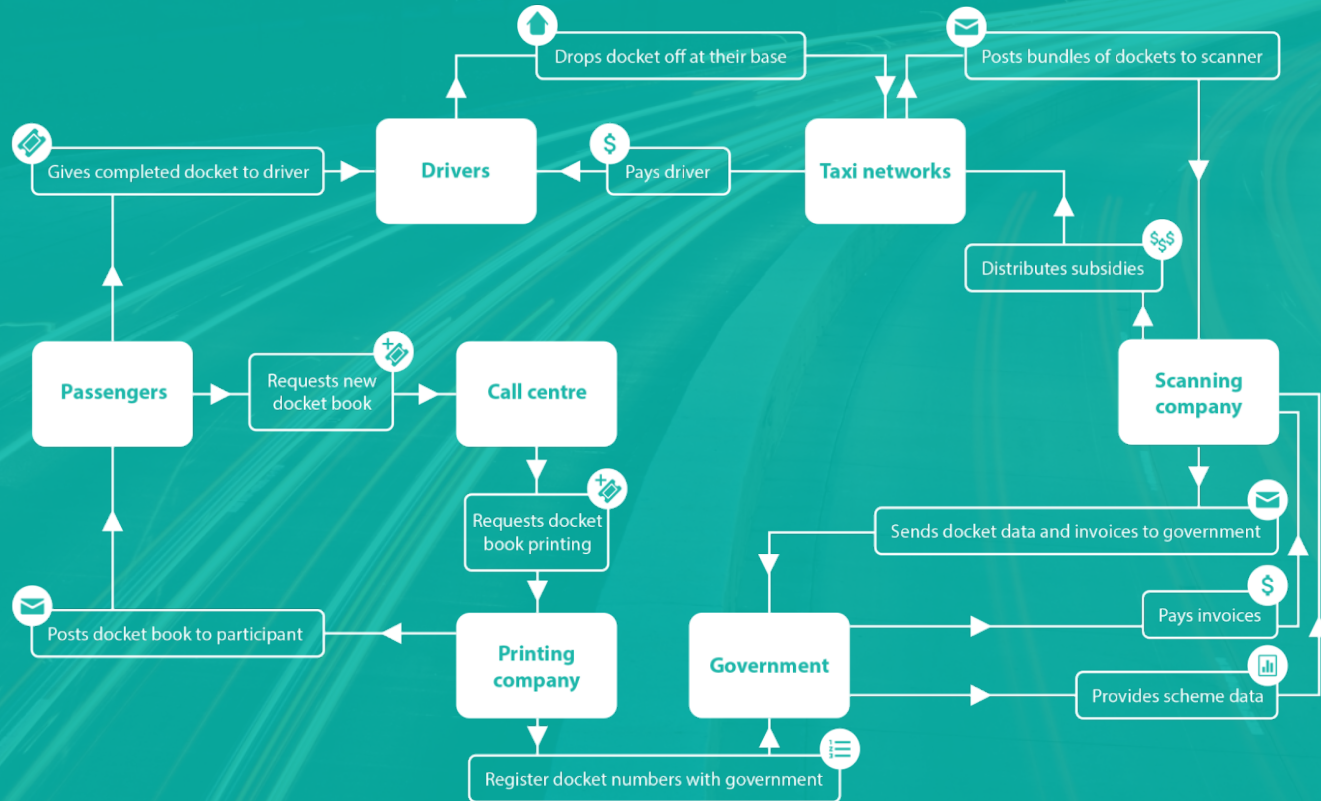 Drops docket off at their base
Posts bundles of dockets to scanner
Gives completed docket to driver
Drivers
$
Pays driver
Taxi networks
$$$
Distributes subsidies
Passengers
Requests new
docket book
Call centre
Scanning
company
Requests docket
book printing
Sends docket data and invoices to government
$
Pays invoices
Posts docket book to participant
Printing
company
Government
Provides scheme data
Register docket numbers with government